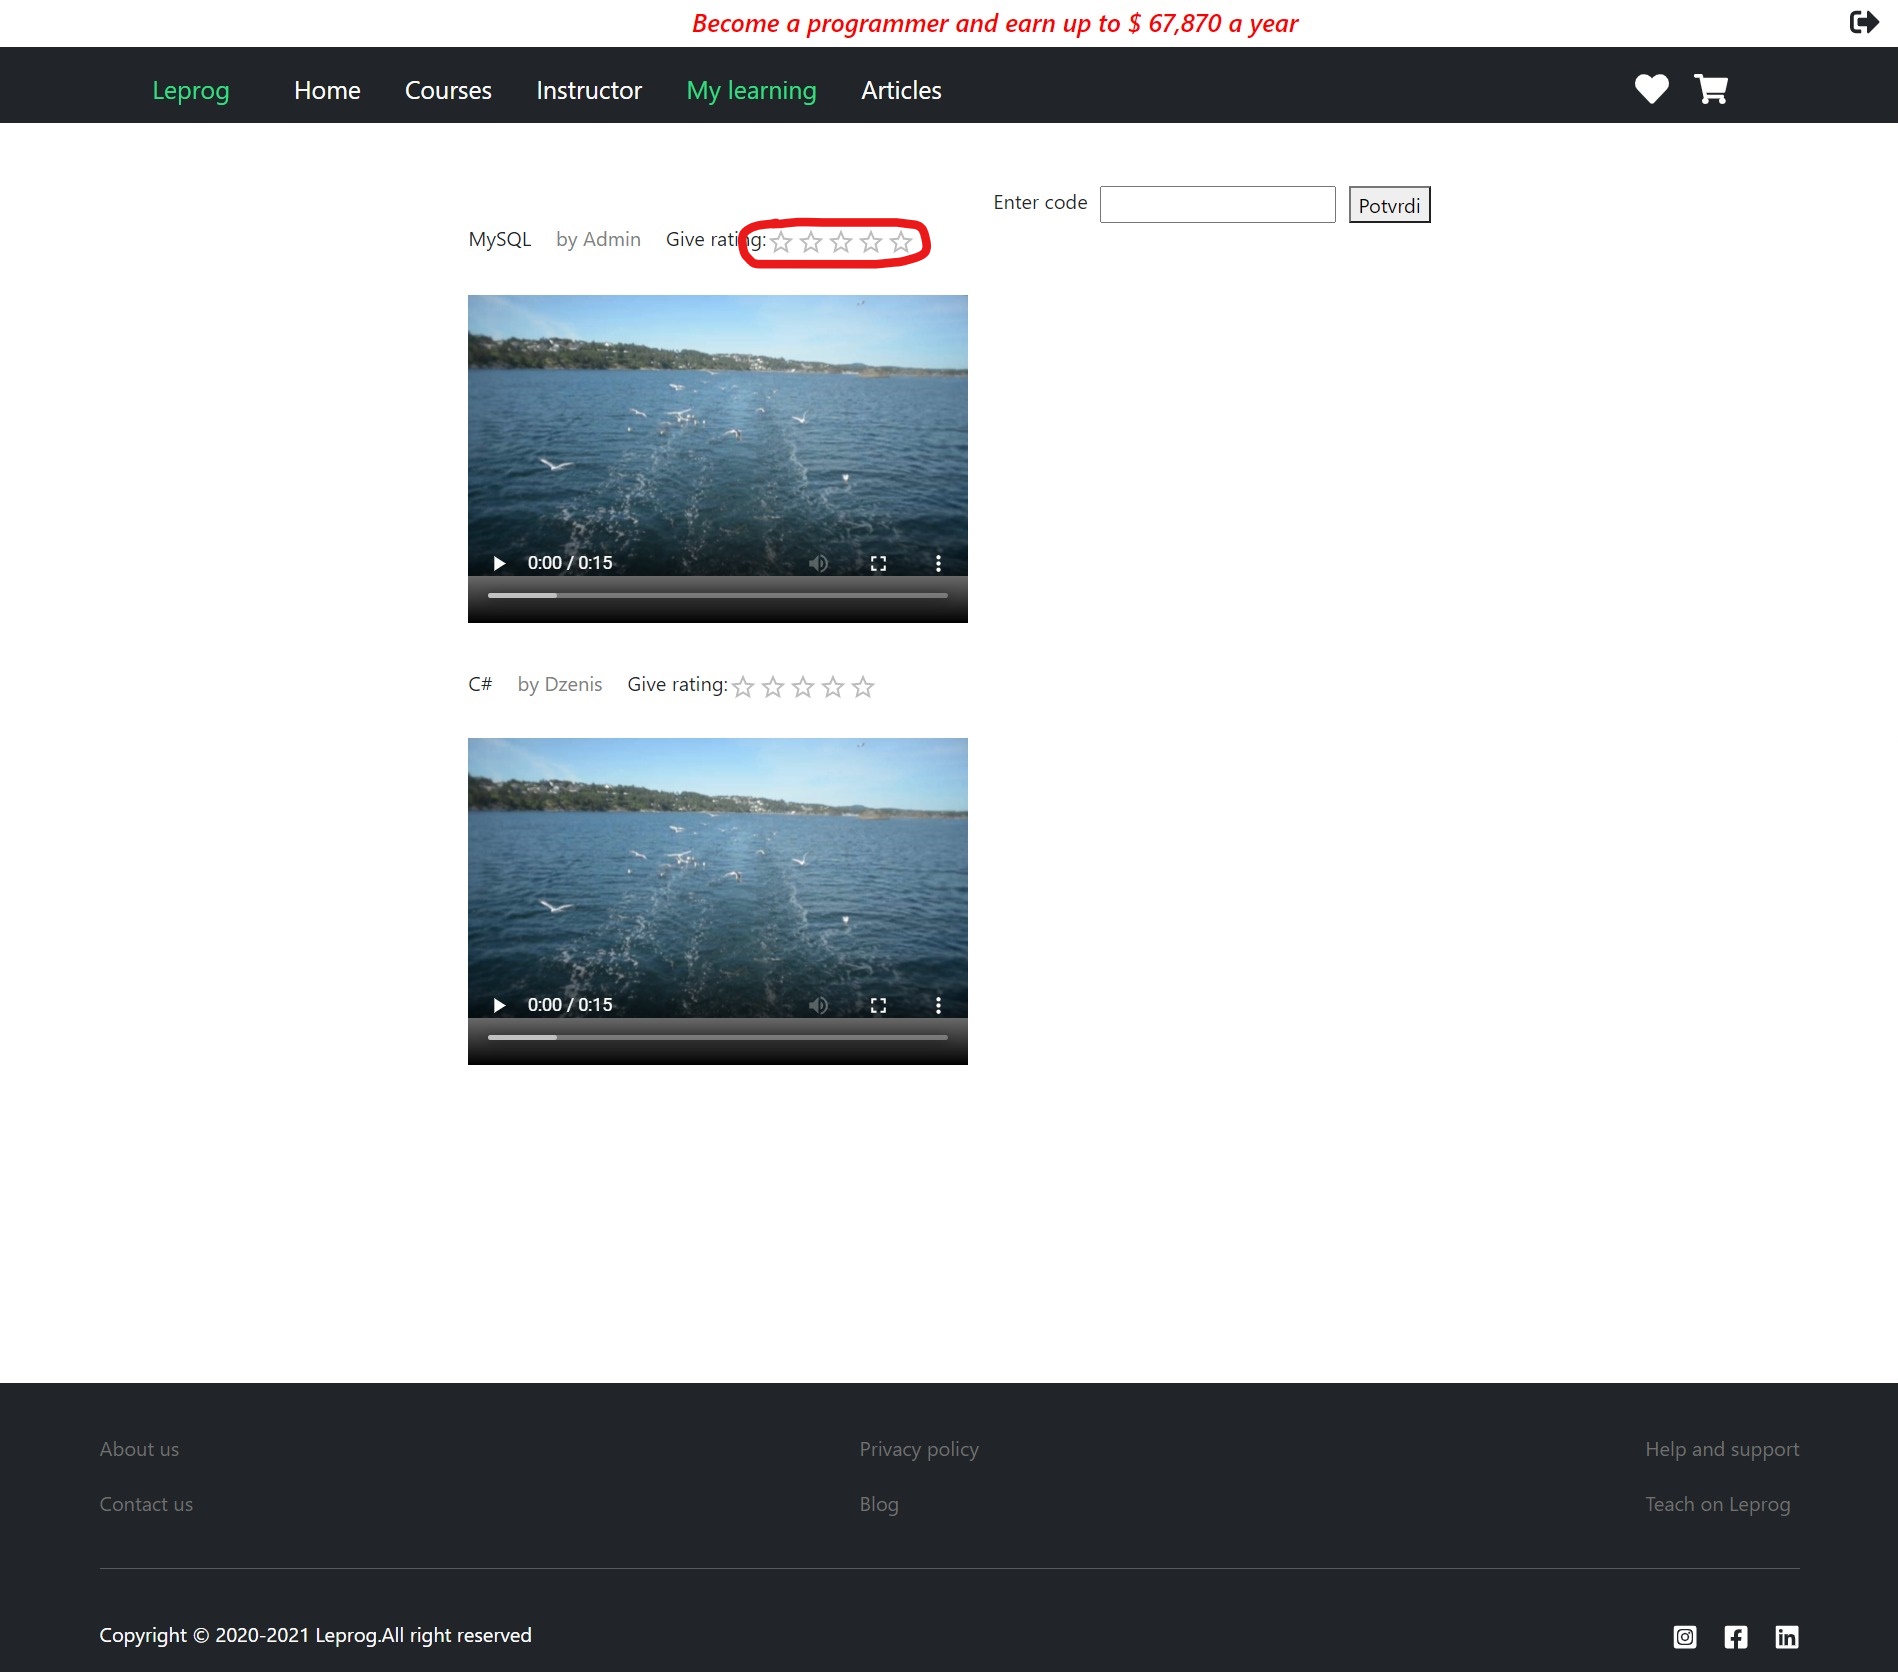 Become a programmer and earn up to $ 67,870 a year
Leprog Home Courses Instructor My learning Articles
Enter code Potvrdi
MySQL by Admin Give rating:
0:00 / 0:15
C# by Dzenis Give rating:
0:00 / 0:15
About us Privacy policy Help and support
Contact us Blog Teach on Leprog
Copyright © 2020-2021 Leprog.All right reserved